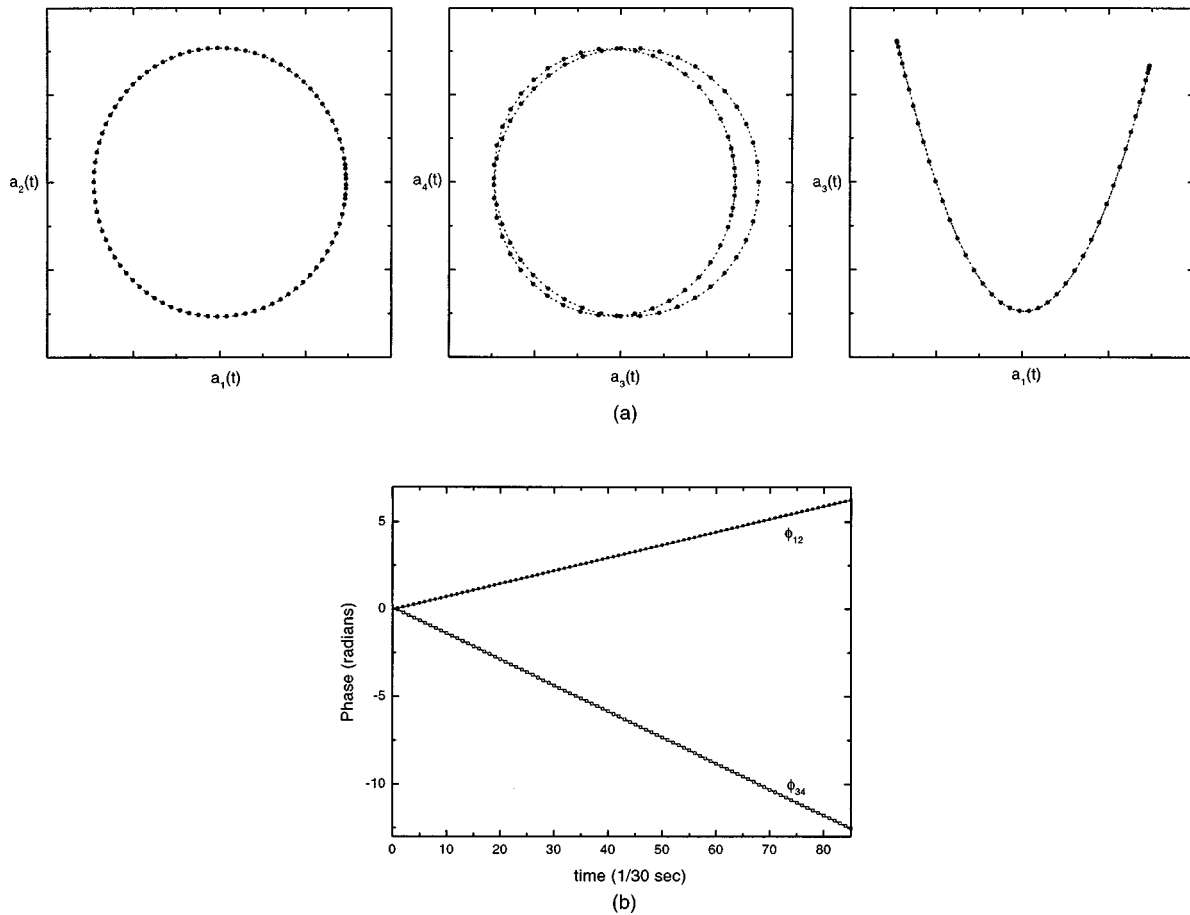 a₂(t)
a₁(t)
a₄(t)
a₃(t)
a₃(t)
a₁(t)
(a)
Phase (radians)
5
0
-5
-10
ϕ₁₂
ϕ₃₄
0 10 20 30 40 50 60 70 80
time (1/30 sec)
(b)